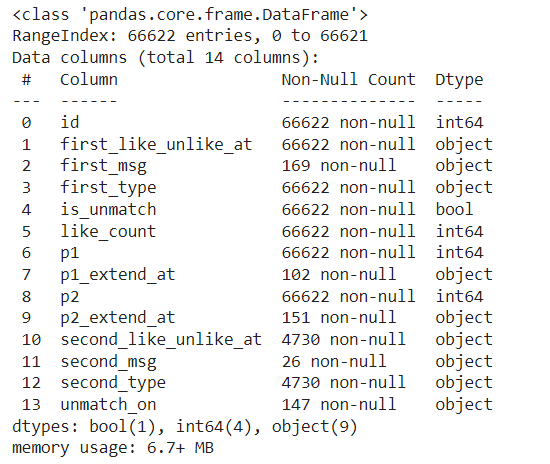 <class 'pandas.core.frame.DataFrame'>
RangeIndex: 66622 entries, 0 to 66621
Data columns (total 14 columns):
 #   Column                Non-Null Count  Dtype
---  ------                --------------  -----
 0   id                    66622 non-null  int64
 1   first_like_unlike_at  66622 non-null  object
 2   first_msg             169 non-null    object
 3   first_type            66622 non-null  object
 4   is_unmatch            66622 non-null  bool
 5   like_count            66622 non-null  int64
 6   p1                    66622 non-null  int64
 7   p1_extend_at          102 non-null    object
 8   p2                    66622 non-null  int64
 9   p2_extend_at          151 non-null    object
 10  second_like_unlike_at 4730 non-null   object
 11  second_msg            26 non-null     object
 12  second_type           4730 non-null   object
 13  unmatch_on            147 non-null    object
dtypes: bool(1), int64(4), object(9)
memory usage: 6.7+ MB